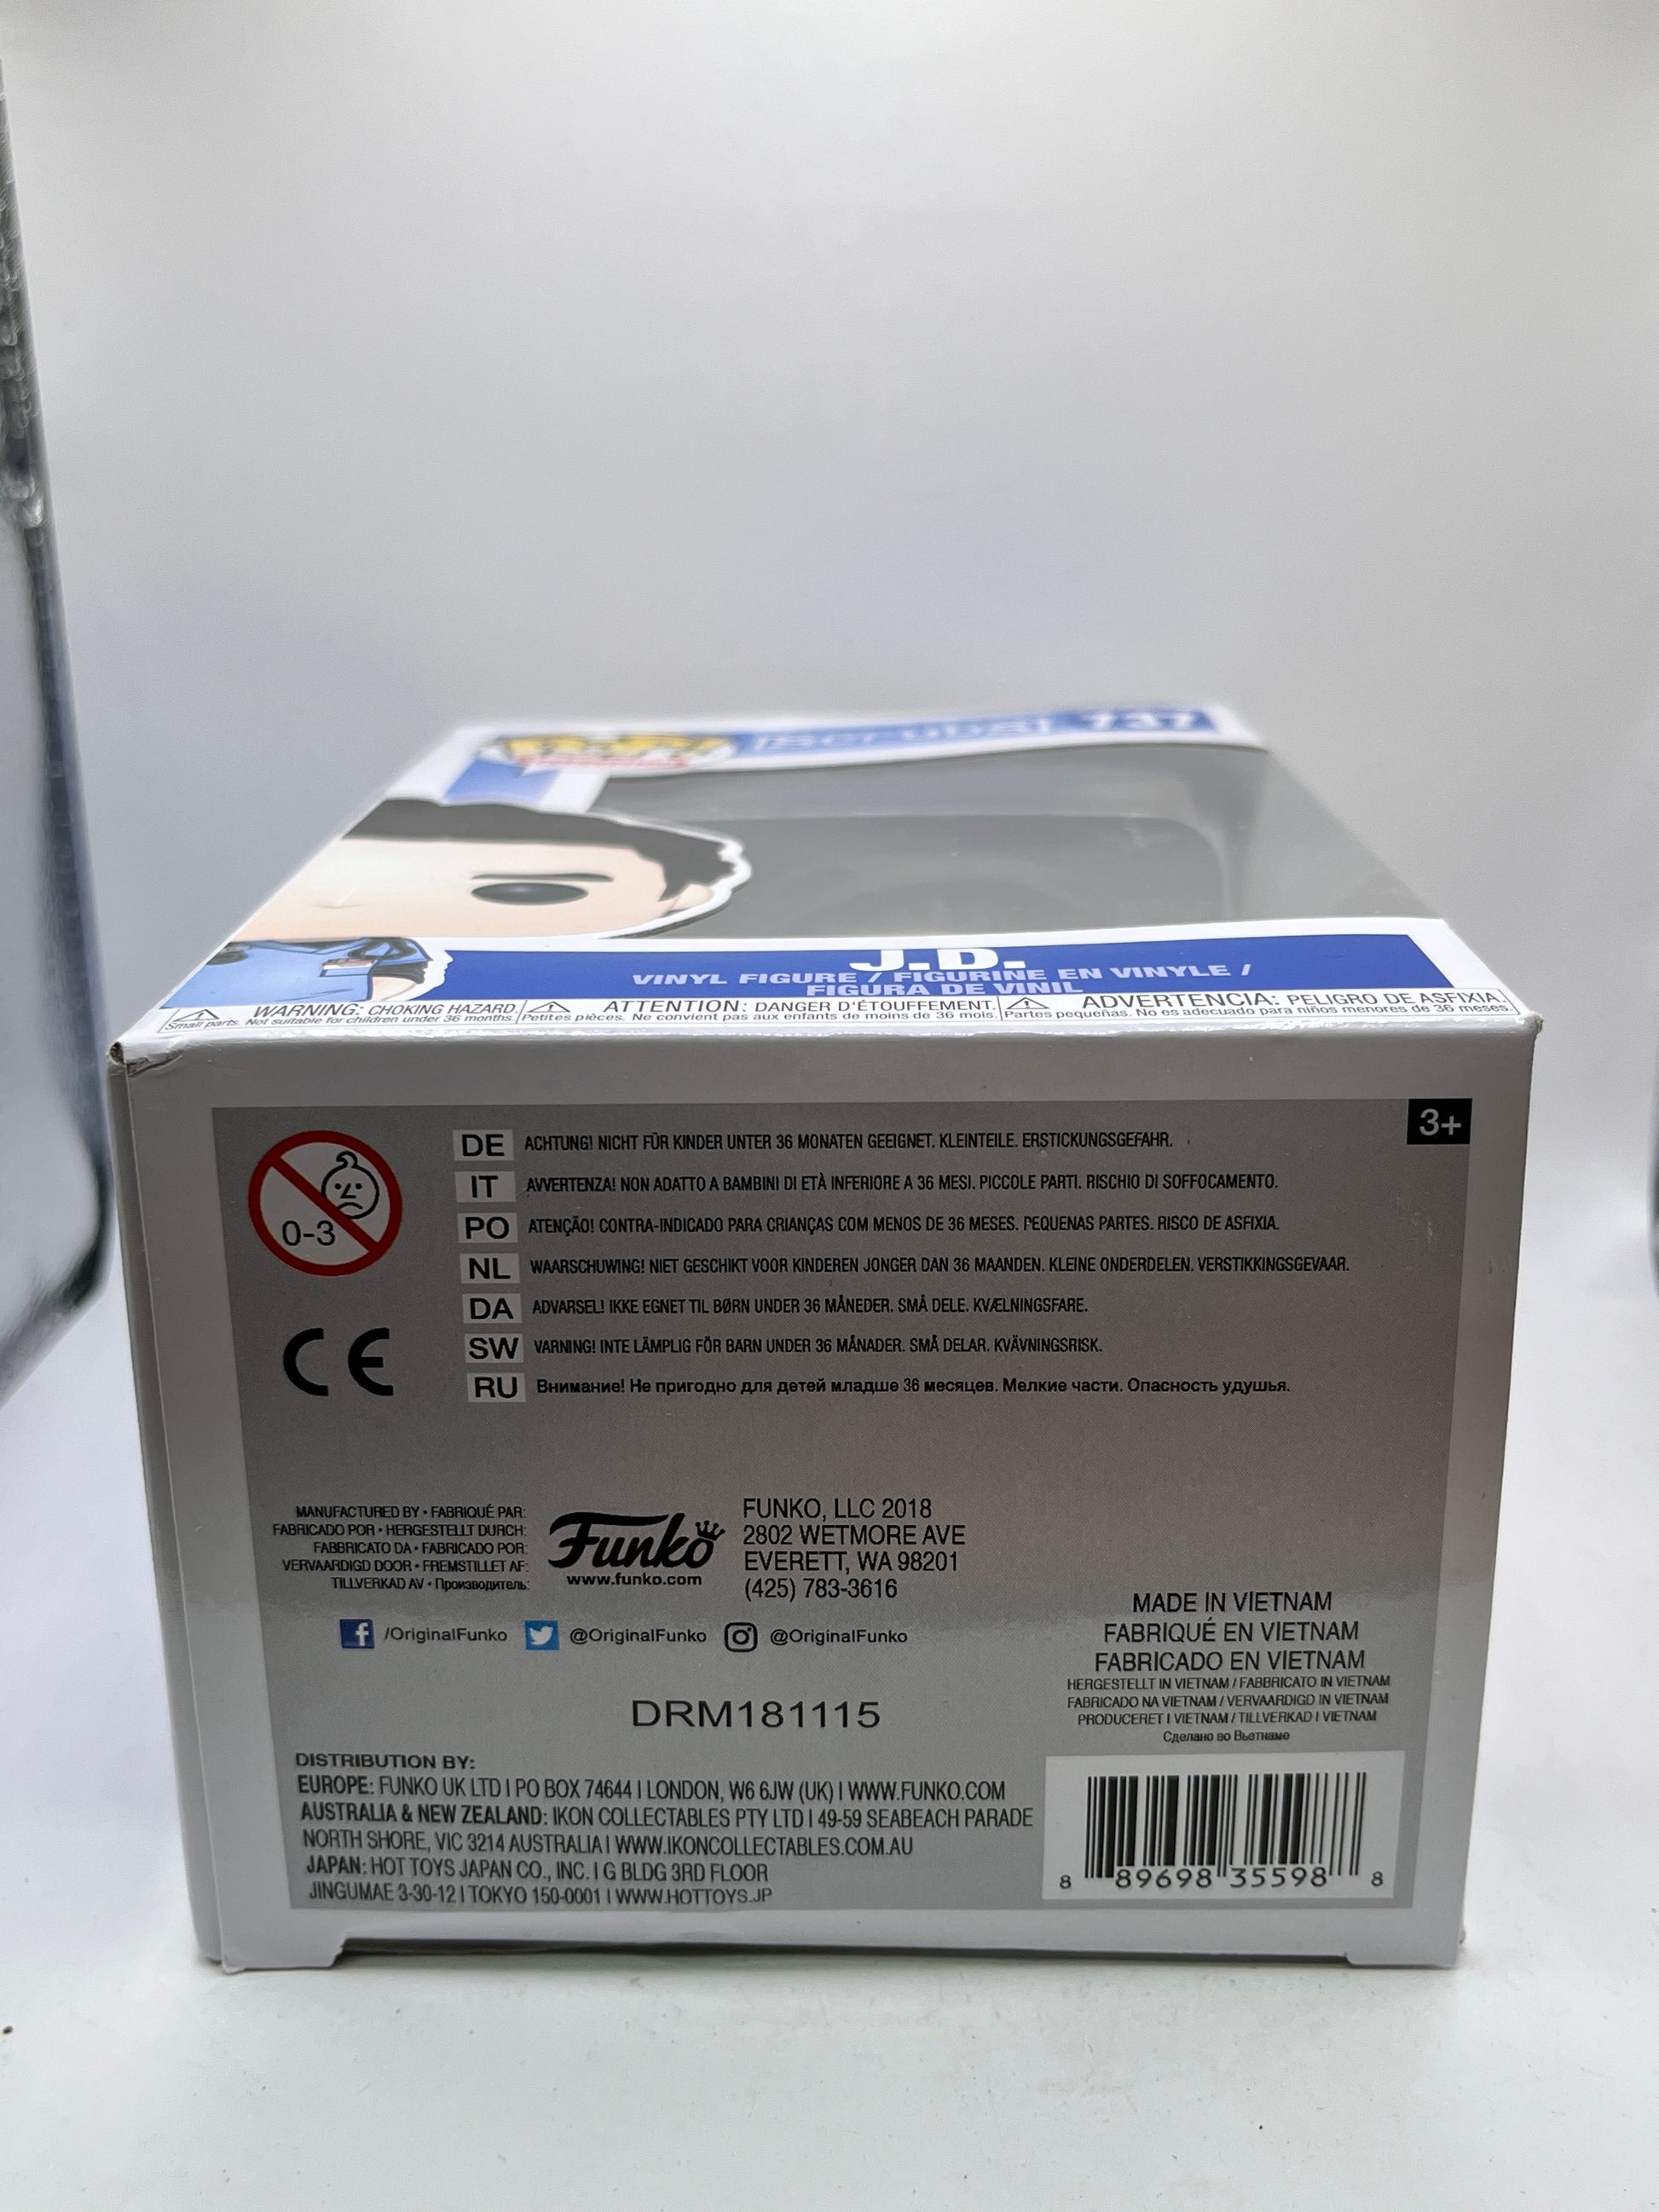 POP!
[Scrubs] 737
J.D.
VINYL FIGURE / FIGURINE EN VINYLE /
FIGURA DE VINIL
WARNING: CHOKING HAZARD.
Small parts. Not suitable for children under 36 months.
ATTENTION: DANGER D'ÉTOUFFEMENT.
Petites pièces. Ne convient pas aux enfants de moins de 36 mois.
ADVERTENCIA: PELIGRO DE ASFIXIA.
Partes pequeñas. No es adecuado para niños menores de 36 meses.
3+
0-3
DE ACHTUNG! NICHT FÜR KINDER UNTER 36 MONATEN GEEIGNET. KLEINTEILE. ERSTICKUNGSGEFAHR.
IT AVVERTENZA! NON ADATTO A BAMBINI DI ETÀ INFERIORE A 36 MESI. PICCOLE PARTI. RISCHIO DI SOFFOCAMENTO.
PO ATENÇÃO! CONTRA-INDICADO PARA CRIANÇAS COM MENOS DE 36 MESES. PEQUENAS PARTES. RISCO DE ASFIXIA.
NL WAARSCHUWING! NIET GESCHIKT VOOR KINDEREN JONGER DAN 36 MAANDEN. KLEINE ONDERDELEN. VERSTIKKINGSGEVAAR.
DA ADVARSEL! IKKE EGNET TIL BØRN UNDER 36 MÅNEDER. SMÅ DELE. KVÆLNINGSFARE.
SW VARNING! INTE LÄMPLIG FÖR BARN UNDER 36 MÅNADER. SMÅ DELAR. KVÄVNINGSRISK.
RU Внимание! Не пригодно для детей младше 36 месяцев. Мелкие части. Опасность удушья.
CE
MANUFACTURED BY • FABRIQUÉ PAR:
FABRICADO POR • HERGESTELLT DURCH:
FABBRICATO DA • FABRICADO POR:
VERVAARDIGD DOOR • FREMSTILLET AF:
TILLVERKAD AV • Производитель:
Funko
www.funko.com
FUNKO, LLC 2018
2802 WETMORE AVE
EVERETT, WA 98201
(425) 783-3616
/OriginalFunko @OriginalFunko @OriginalFunko
MADE IN VIETNAM
FABRIQUÉ EN VIETNAM
FABRICADO EN VIETNAM
HERGESTELLT IN VIETNAM / FABBRICATO IN VIETNAM
FABRICADO NA VIETNAM / VERVAARDIGD IN VIETNAM
PRODUCERET I VIETNAM / TILLVERKAD I VIETNAM
Сделано во Вьетнаме
DRM181115
DISTRIBUTION BY:
EUROPE: FUNKO UK LTD I PO BOX 74644 I LONDON, W6 6JW (UK) I WWW.FUNKO.COM
AUSTRALIA & NEW ZEALAND: IKON COLLECTABLES PTY LTD I 49-59 SEABEACH PARADE
NORTH SHORE, VIC 3214 AUSTRALIA I WWW.IKONCOLLECTABLES.COM.AU
JAPAN: HOT TOYS JAPAN CO., INC. I G BLDG 3RD FLOOR
JINGUMAE 3-30-12 I TOKYO 150-0001 I WWW.HOTTOYS.JP
8 89698 35598 8